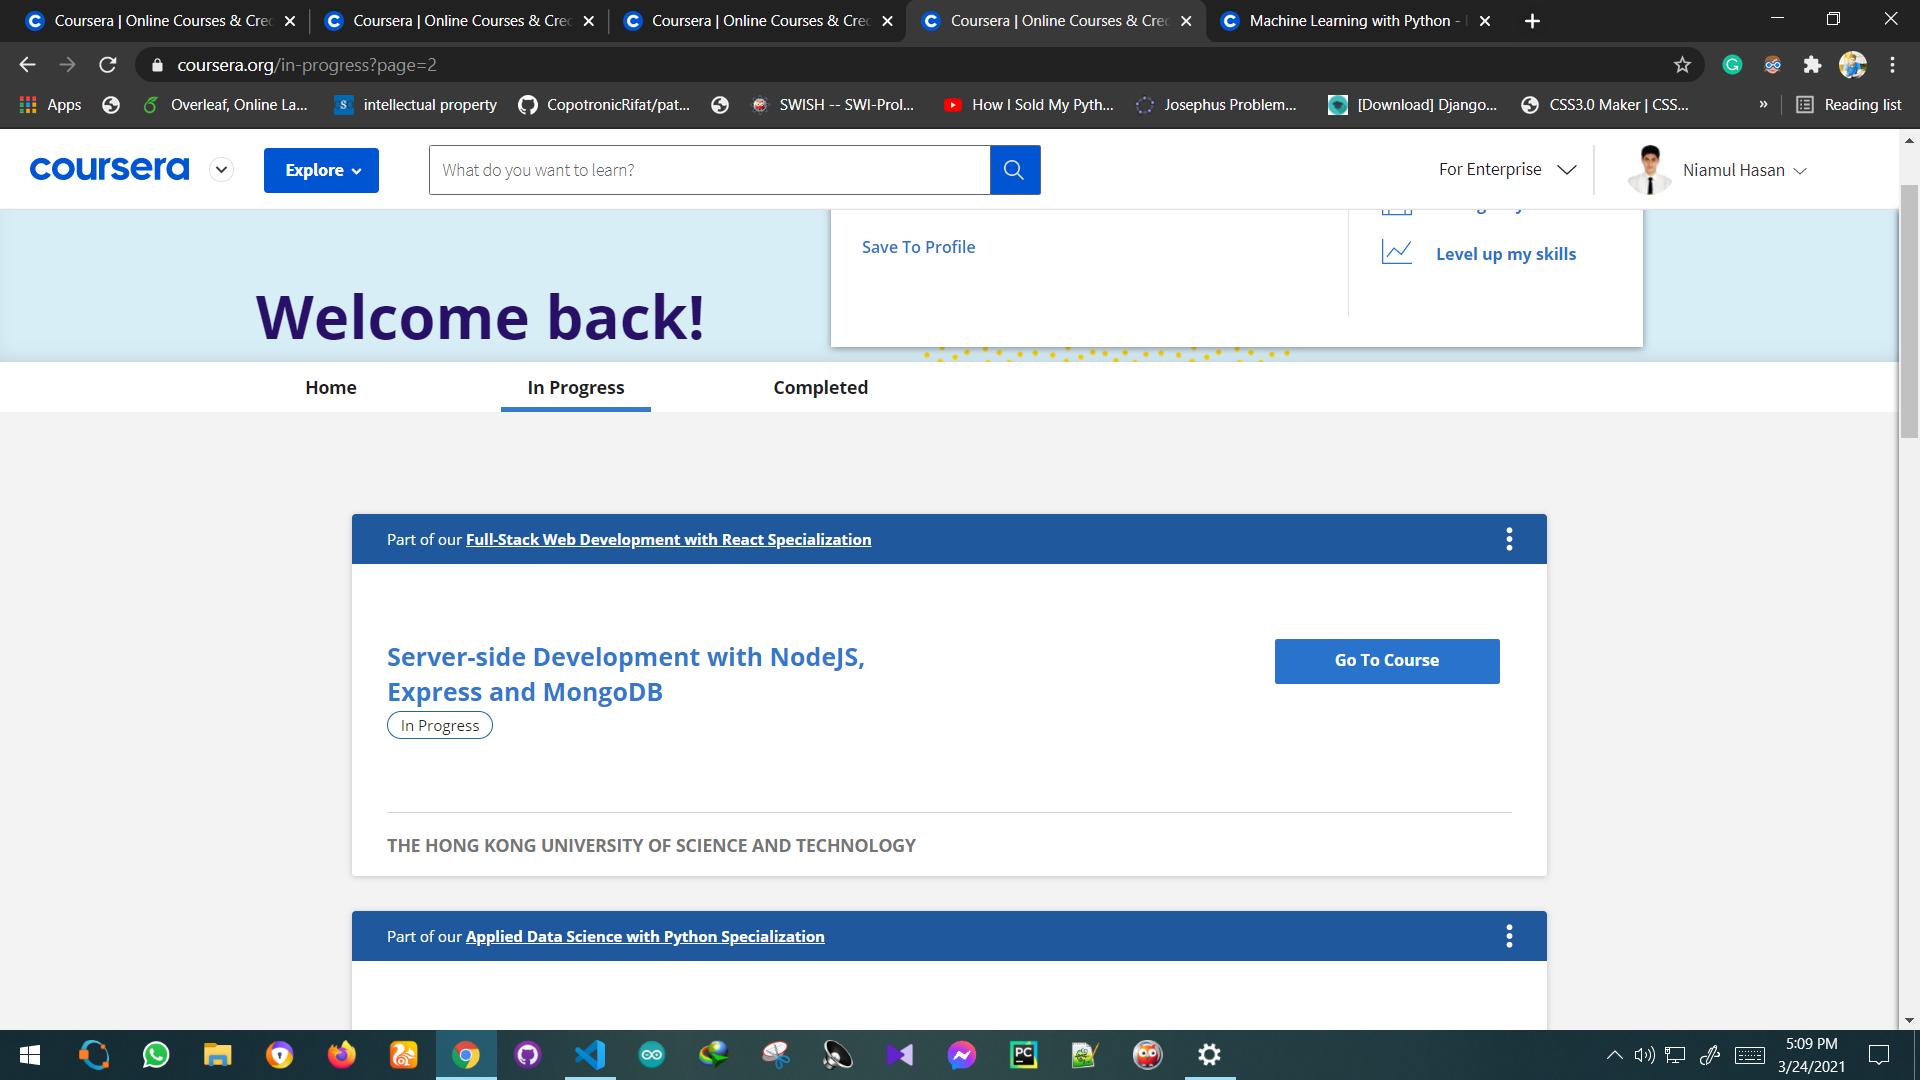 Coursera | Online Courses & Cred
Coursera | Online Courses & Cred
Coursera | Online Courses & Cred
Coursera | Online Courses & Cred
Machine Learning with Python -
coursera.org/in-progress?page=2
Apps
Overleaf, Online La...
intellectual property
CopotronicRifat/pat...
SWISH -- SWI-Prol...
How I Sold My Pyth...
Josephus Problem...
[Download] Django...
CSS3.0 Maker | CSS...
»
Reading list
coursera
Explore
What do you want to learn?
For Enterprise
Niamul Hasan
Save To Profile
Level up my skills
Welcome back!
Home
In Progress
Completed
Part of our Full-Stack Web Development with React Specialization
Server-side Development with NodeJS,
Express and MongoDB
Go To Course
In Progress
THE HONG KONG UNIVERSITY OF SCIENCE AND TECHNOLOGY
Part of our Applied Data Science with Python Specialization
5:09 PM
3/24/2021